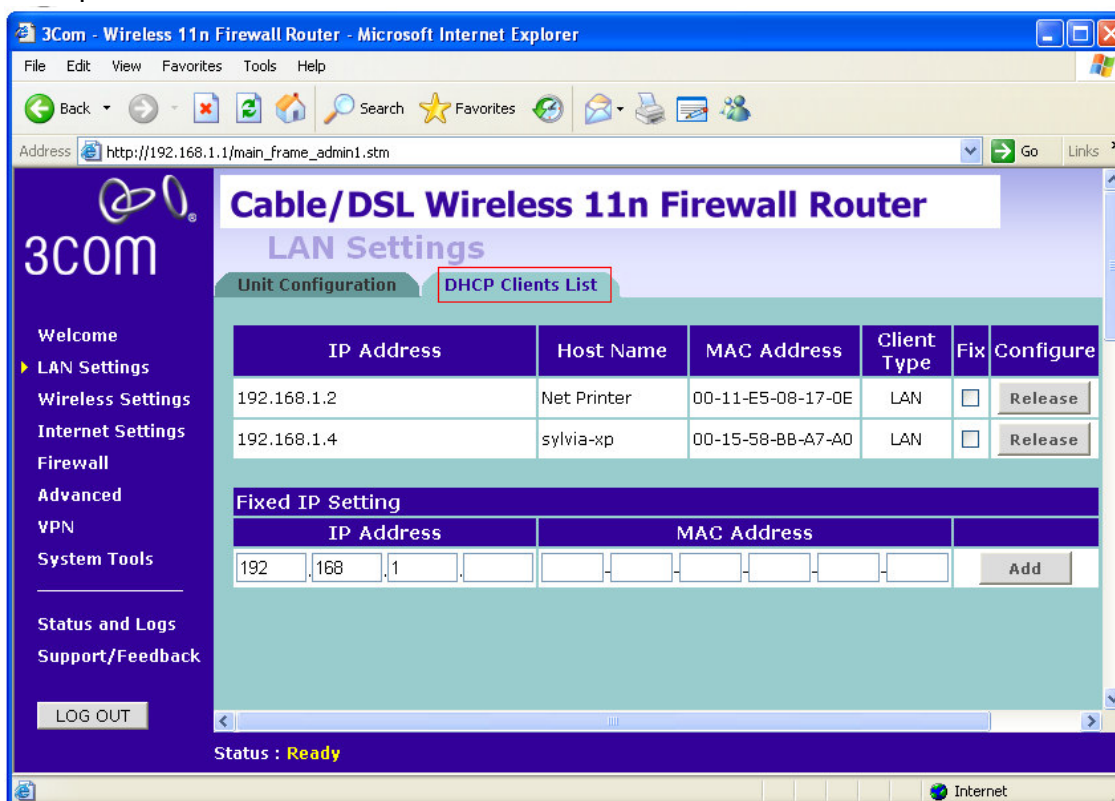 3Com - Wireless 11n Firewall Router - Microsoft Internet Explorer
File Edit View Favorites Tools Help
Back Search Favorites
Address http://192.168.1.1/main_frame_admin1.stm Go Links
3COM ®
Cable/DSL Wireless 11n Firewall Router
LAN Settings
Unit Configuration DHCP Clients List
Welcome
LAN Settings
Wireless Settings
Internet Settings
Firewall
Advanced
VPN
System Tools
Status and Logs
Support/Feedback
LOG OUT
IP Address Host Name MAC Address Client Type Fix Configure
192.168.1.2 Net Printer 00-11-E5-08-17-0E LAN Release
192.168.1.4 sylvia-xp 00-15-58-BB-A7-A0 LAN Release
Fixed IP Setting
IP Address MAC Address
192 . 168 . 1 . - - - - - Add
Status : Ready
Internet